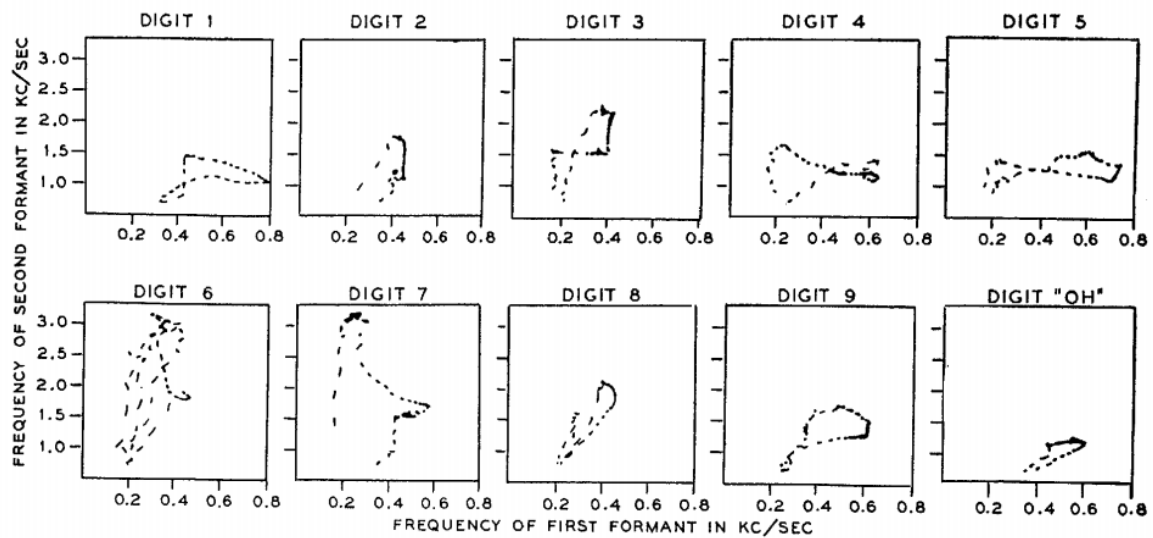 DIGIT 1 DIGIT 2 DIGIT 3 DIGIT 4 DIGIT 5
FREQUENCY OF SECOND FORMANT IN KC/SEC
3.0
2.5
2.0
1.5
1.0
0.2 0.4 0.6 0.8 0.2 0.4 0.6 0.8 0.2 0.4 0.6 0.8 0.2 0.4 0.6 0.8 0.2 0.4 0.6 0.8
DIGIT 6 DIGIT 7 DIGIT 8 DIGIT 9 DIGIT "OH"
3.0
2.5
2.0
1.5
1.0
0.2 0.4 0.6 0.8 0.2 0.4 0.6 0.8 0.2 0.4 0.6 0.8 0.2 0.4 0.6 0.8 0.2 0.4 0.6 0.8
FREQUENCY OF FIRST FORMANT IN KC/SEC